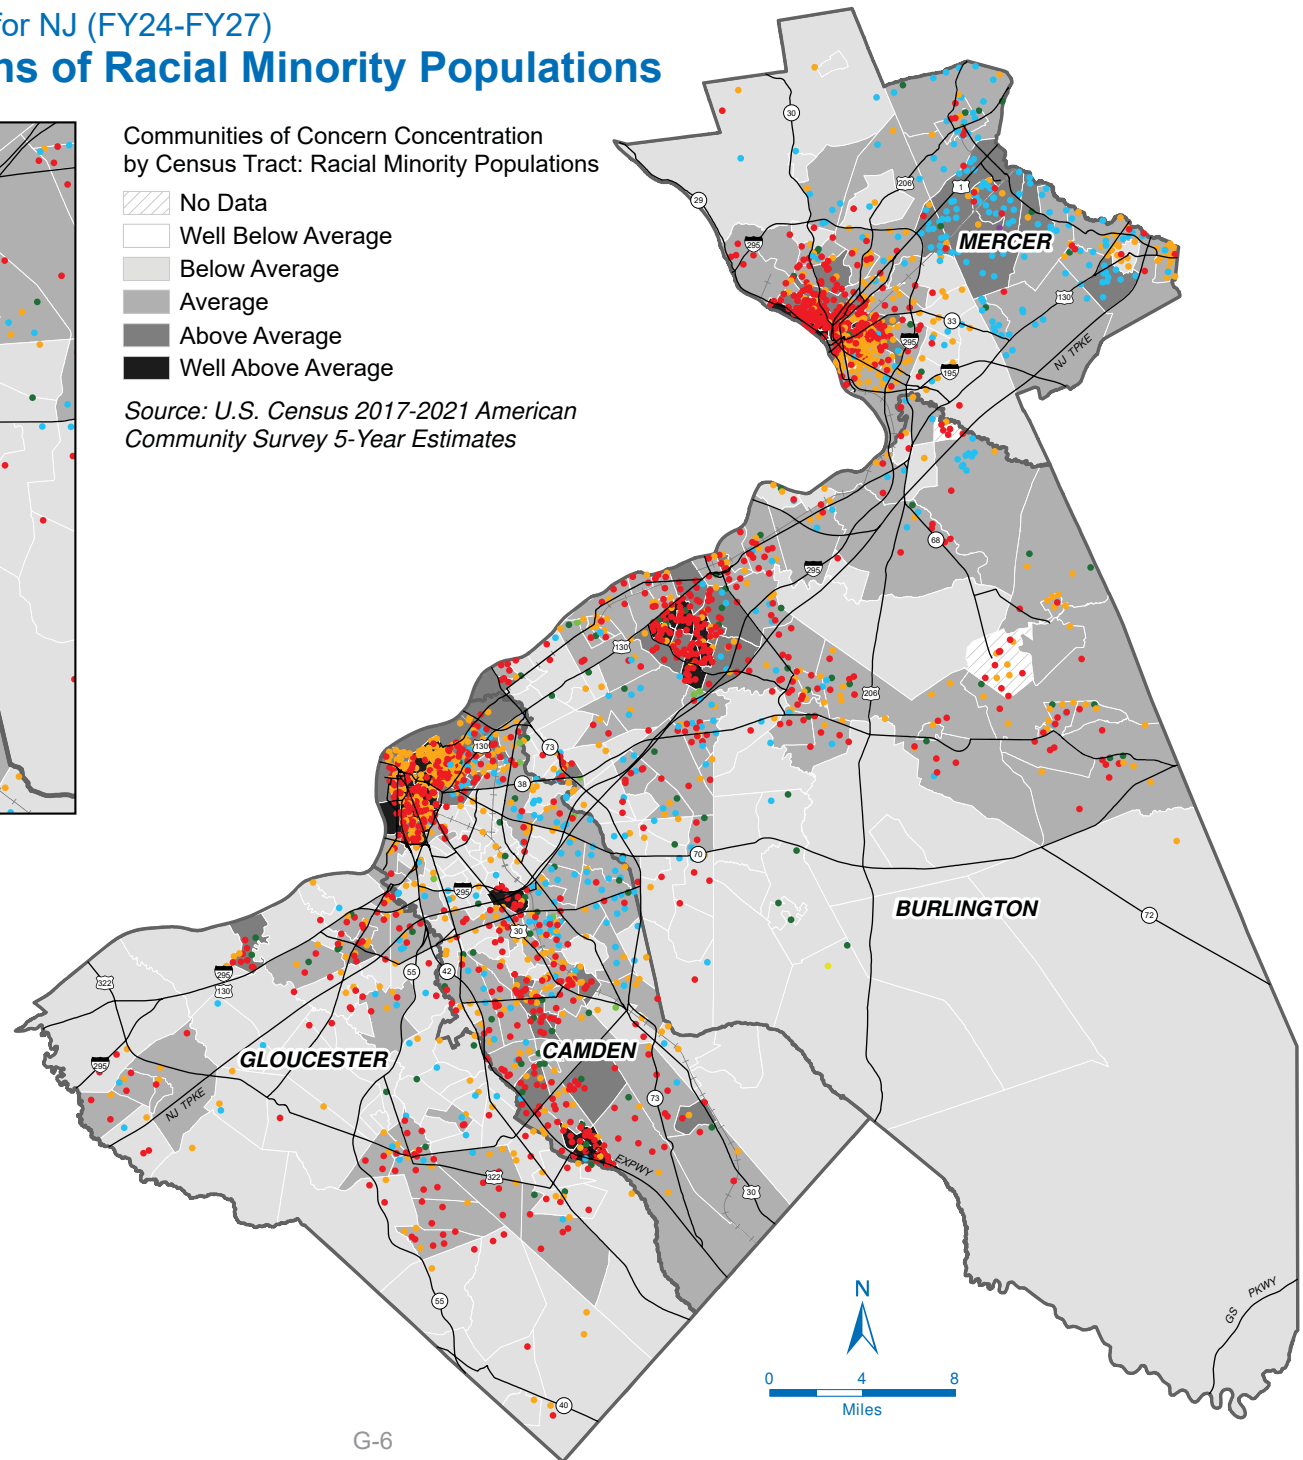 for NJ (FY24-FY27)
ns of Racial Minority Populations
Communities of Concern Concentration
by Census Tract: Racial Minority Populations
No Data
Well Below Average
Below Average
Average
Above Average
Well Above Average
Source: U.S. Census 2017-2021 American
Community Survey 5-Year Estimates
30
29
206
1
295
MERCER
130
33
295
195
NJ TPKE
68
295
130
206
73
130
38
70
295
BURLINGTON
72
30
55
42
295
130
322
GLOUCESTER
CAMDEN
295
NJ TPKE
73
322
EXPWY
30
55
40
N
0 4 8
Miles
GS PKWY
G-6